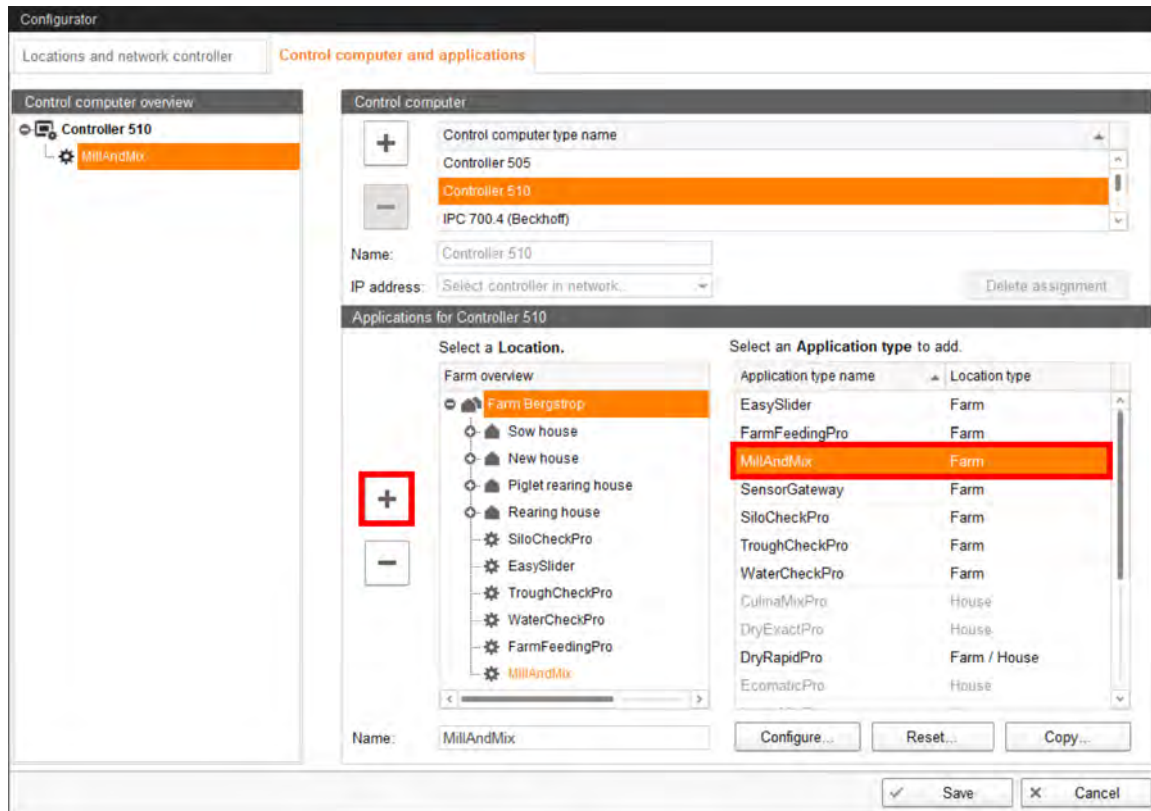 Configurator
Locations and network controller
Control computer and applications
Control computer overview
Controller 510
MillAndMix
Control computer
Control computer type name
Controller 505
Controller 510
IPC 700.4 (Beckhoff)
Name:
Controller 510
IP address:
Select controller in network...
Delete assignment
Applications for Controller 510
Select a Location.
Farm overview
Farm Bergstrop
Sow house
New house
Piglet rearing house
Rearing house
SiloCheckPro
EasySlider
TroughCheckPro
WaterCheckPro
FarmFeedingPro
MillAndMix
Select an Application type to add.
Application type name Location type
EasySlider Farm
FarmFeedingPro Farm
MillAndMix Farm
SensorGateway Farm
SiloCheckPro Farm
TroughCheckPro Farm
WaterCheckPro Farm
CulinaMixPro House
DryExactPro House
DryRapidPro Farm / House
EcomaticPro House
Name:
MillAndMix
Configure...
Reset...
Copy...
Save
Cancel